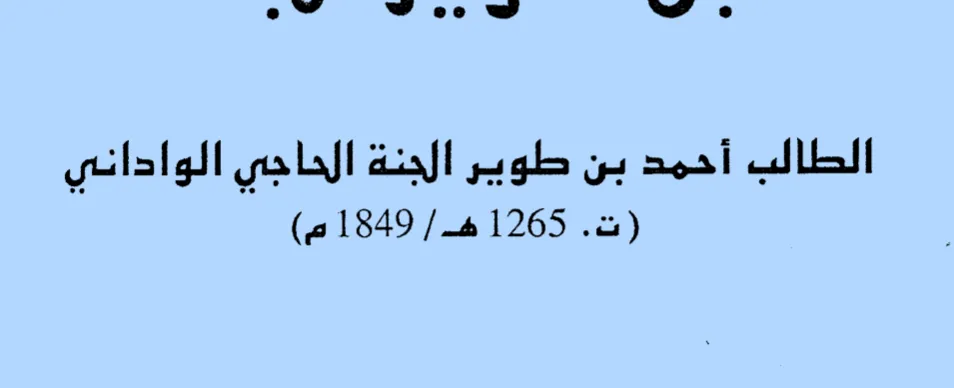 الطالب أحمد بن طوير الجنة الحاجي الواداني
(ت. 1265 هـ/ 1849 م)